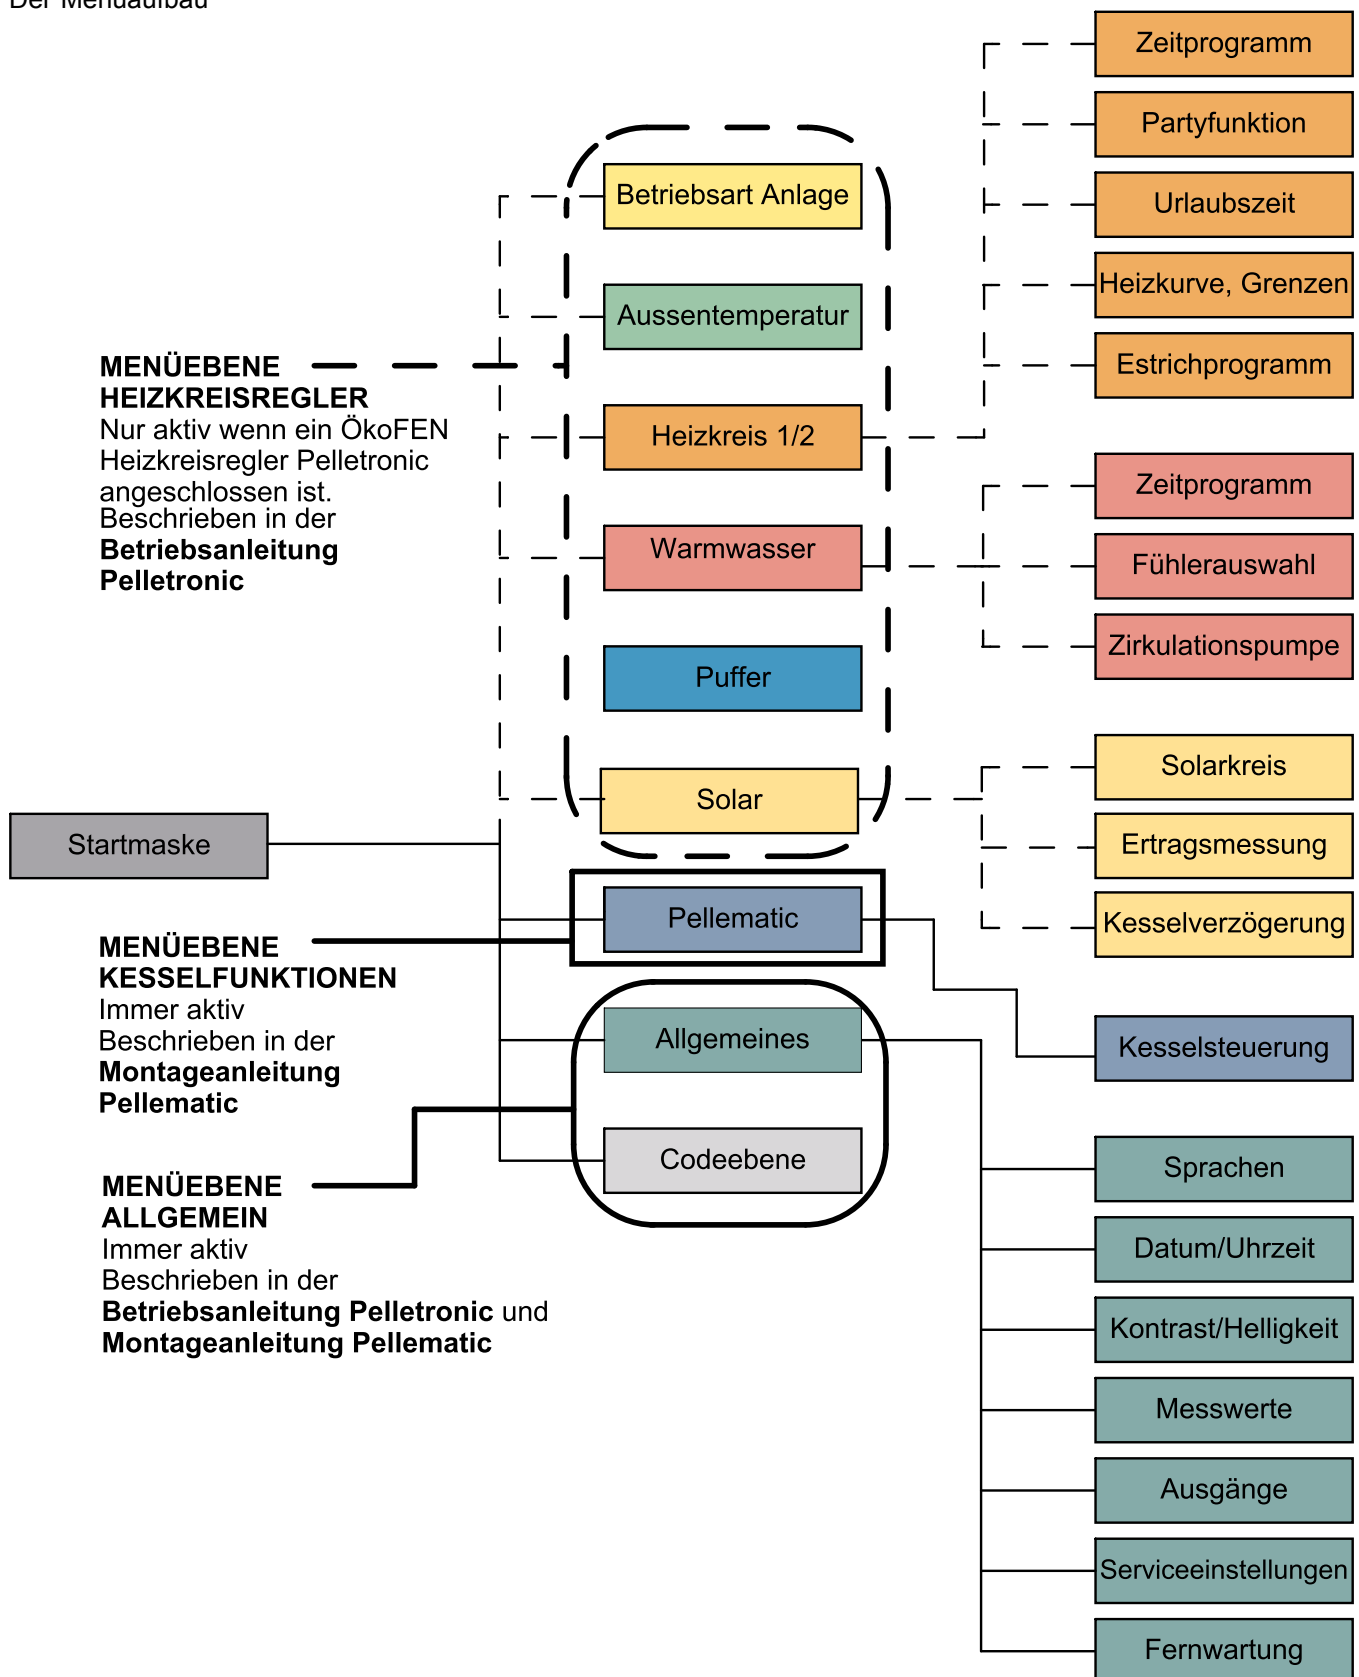 Der Menüaufbau
Zeitprogramm
Partyfunktion
Urlaubszeit
Heizkurve, Grenzen
Estrichprogramm
Betriebsart Anlage
Aussentemperatur
Heizkreis 1/2
Warmwasser
Puffer
Solar
MENÜEBENE
HEIZKREISREGLER
Nur aktiv wenn ein ÖkoFEN
Heizkreisregler Pelletronic
angeschlossen ist.
Beschrieben in der
Betriebsanleitung
Pelletronic
Zeitprogramm
Fühlerauswahl
Zirkulationspumpe
Solarkreis
Ertragsmessung
Kesselverzögerung
Startmaske
Pellematic
Allgemeines
Codeebene
MENÜEBENE
KESSELFUNKTIONEN
Immer aktiv
Beschrieben in der
Montageanleitung
Pellematic
Kesselsteuerung
MENÜEBENE
ALLGEMEIN
Immer aktiv
Beschrieben in der
Betriebsanleitung Pelletronic und
Montageanleitung Pellematic
Sprachen
Datum/Uhrzeit
Kontrast/Helligkeit
Messwerte
Ausgänge
Serviceeinstellungen
Fernwartung